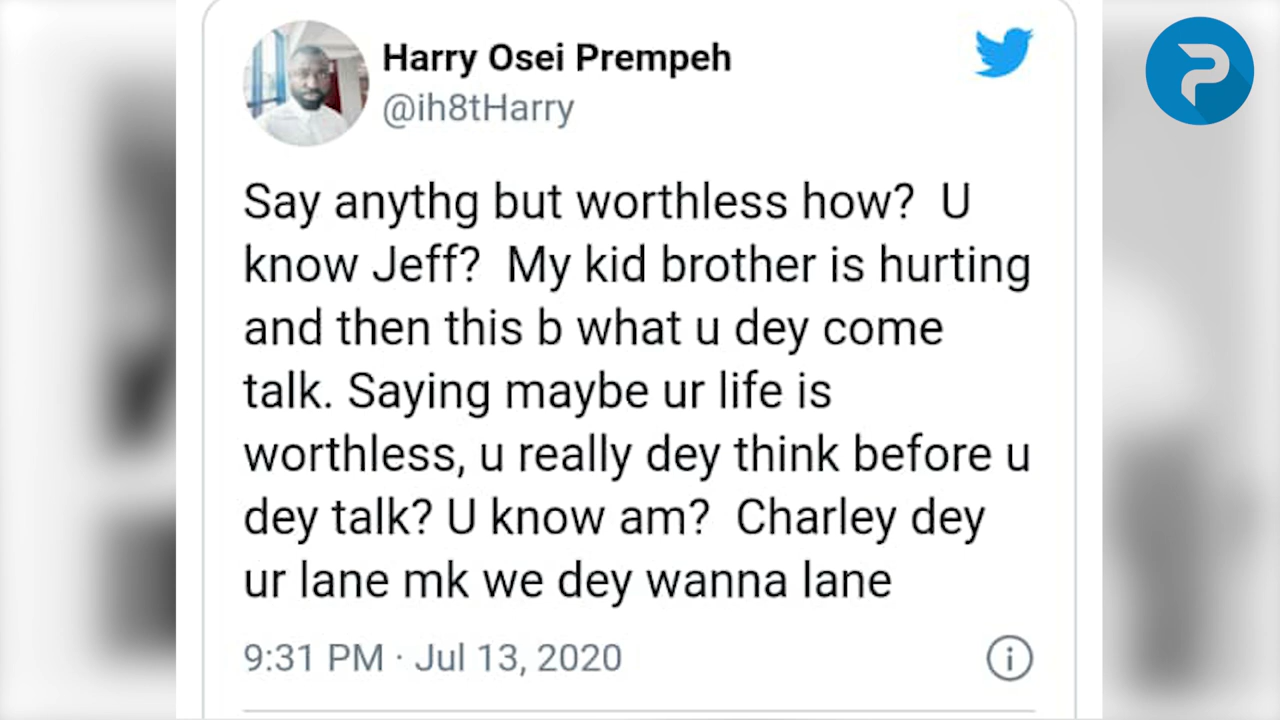 Harry Osei Prempeh
@ih8tHarry
Say anythg but worthless how?  U
know Jeff?  My kid brother is hurting
and then this b what u dey come
talk. Saying maybe ur life is
worthless, u really dey think before u
dey talk? U know am?  Charley dey
ur lane mk we dey wanna lane
9:31 PM · Jul 13, 2020